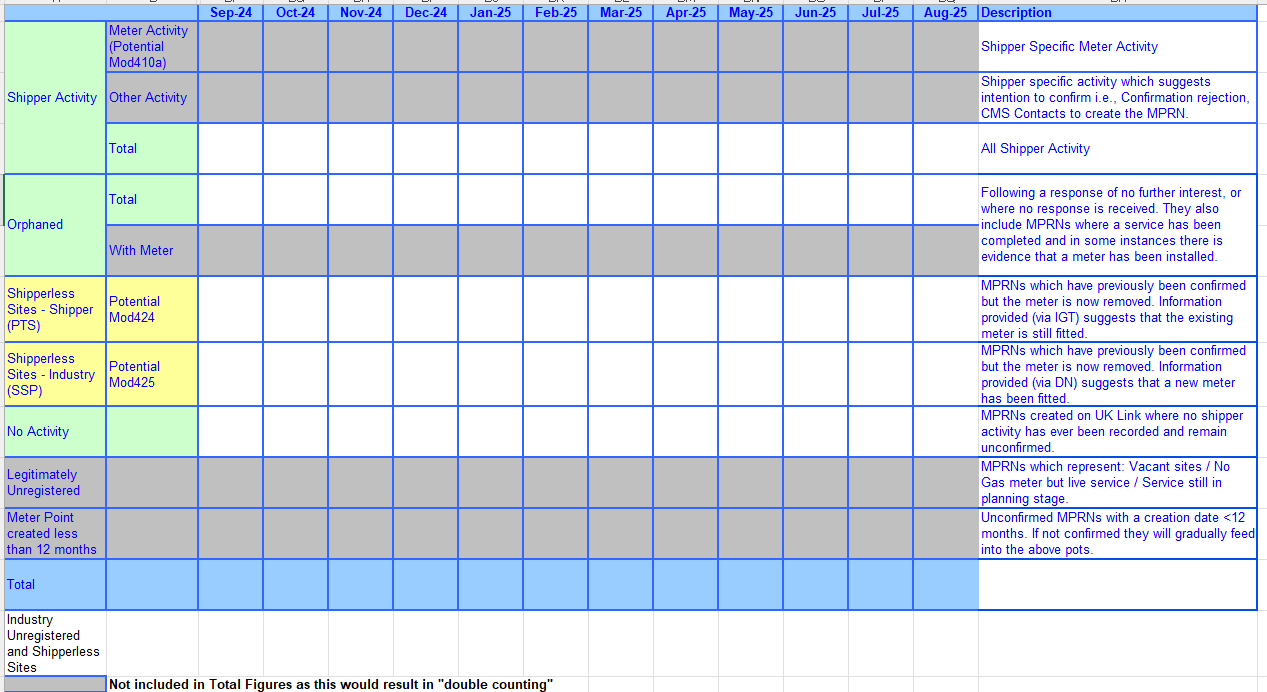 Sep-24 Oct-24 Nov-24 Dec-24 Jan-25 Feb-25 Mar-25 Apr-25 May-25 Jun-25 Jul-25 Aug-25 Description
Shipper Activity
Meter Activity
(Potential
Mod410a)
Shipper Specific Meter Activity
Other Activity
Shipper specific activity which suggests
intention to confirm i.e., Confirmation rejection,
CMS Contacts to create the MPRN.
Total
All Shipper Activity
Orphaned
Total
With Meter
Following a response of no further interest, or
where no response is received. They also
include MPRNs where a service has been
completed and in some instances there is
evidence that a meter has been installed.
Shipperless
Sites - Shipper
(PTS)
Potential
Mod424
MPRNs which have previously been confirmed
but the meter is now removed. Information
provided (via IGT) suggests that the existing
meter is still fitted.
Shipperless
Sites - Industry
(SSP)
Potential
Mod425
MPRNs which have previously been confirmed
but the meter is now removed. Information
provided (via DN) suggests that a new meter
has been fitted.
No Activity
MPRNs created on UK Link where no shipper
activity has ever been recorded and remain
unconfirmed.
Legitimately
Unregistered
MPRNs which represent: Vacant sites / No
Gas meter but live service / Service still in
planning stage.
Meter Point
created less
than 12 months
Unconfirmed MPRNs with a creation date <12
months. If not confirmed they will gradually feed
into the above pots.
Total
Industry
Unregistered
and Shipperless
Sites
Not included in Total Figures as this would result in "double counting"